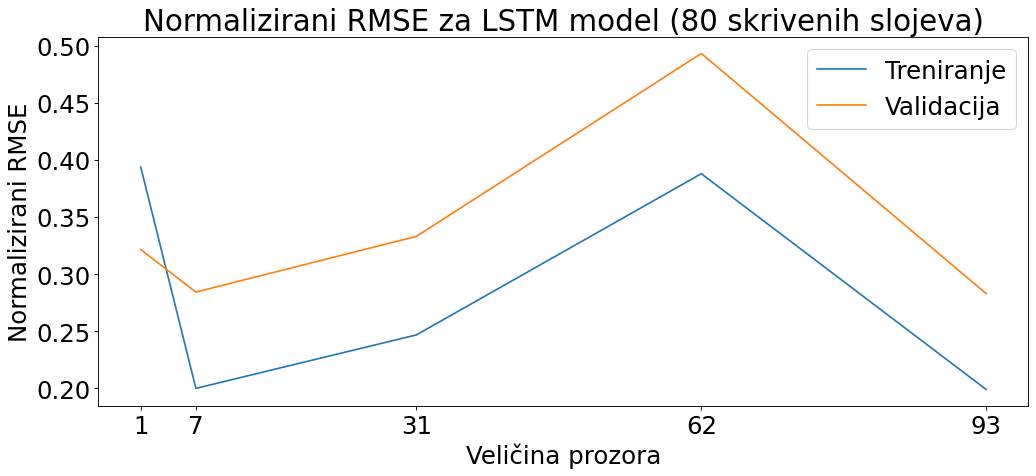 Normalizirani RMSE za LSTM model (80 skrivenih slojeva)
Treniranje
Validacija
Normalizirani RMSE
0.50
0.45
0.40
0.35
0.30
0.25
0.20
1 7 31 62 93
Veličina prozora